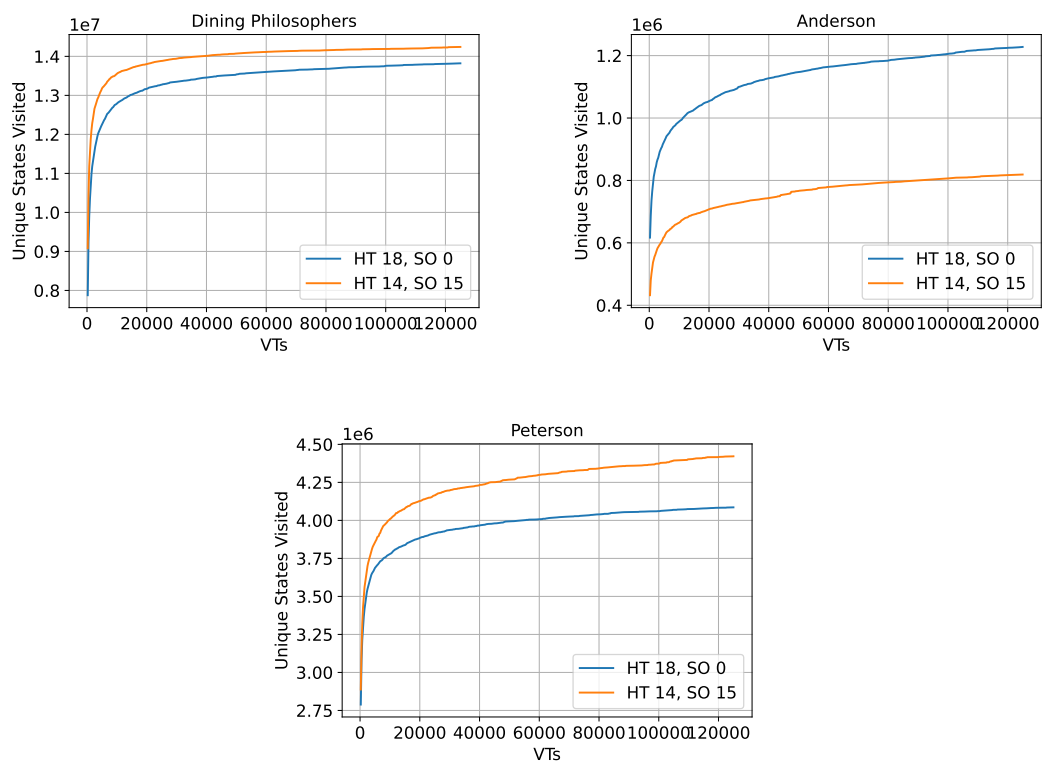 Dining Philosophers
1e7
Unique States Visited
1.4
1.3
1.2
1.1
1.0
0.9
0.8
HT 18, SO 0
HT 14, SO 15
0 20000 40000 60000 80000 100000 120000
VTs
Anderson
1e6
Unique States Visited
1.2
1.0
0.8
0.6
0.4
HT 18, SO 0
HT 14, SO 15
0 20000 40000 60000 80000 100000 120000
VTs
Peterson
1e6
Unique States Visited
4.50
4.25
4.00
3.75
3.50
3.25
3.00
2.75
HT 18, SO 0
HT 14, SO 15
0 20000 40000 60000 80000 100000 120000
VTs